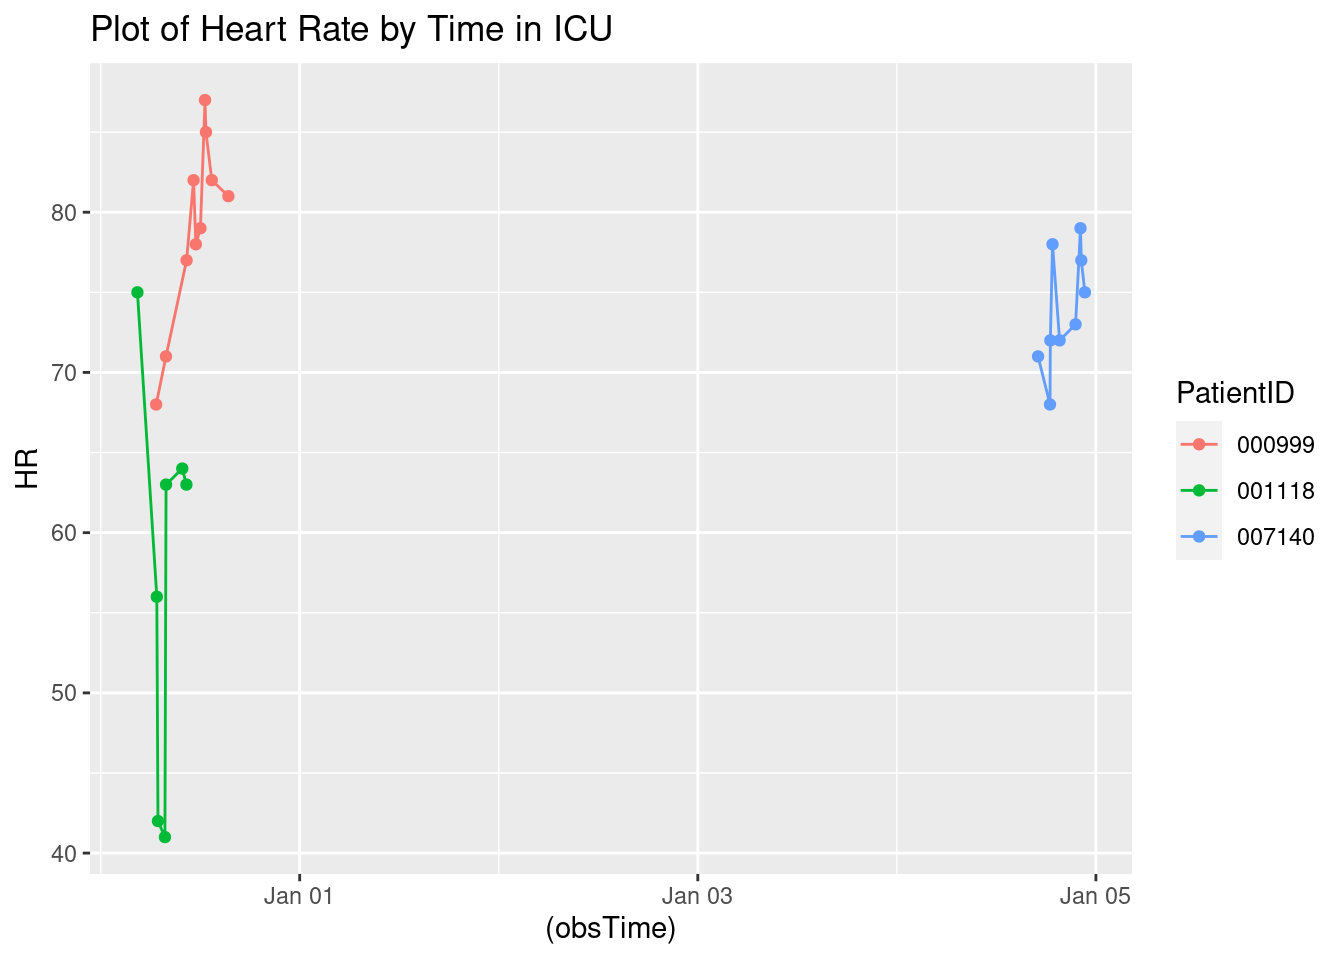 Plot of Heart Rate by Time in ICU
80
70
60
50
40
HR
Jan 01
Jan 03
Jan 05
(obsTime)
PatientID
000999
001118
007140